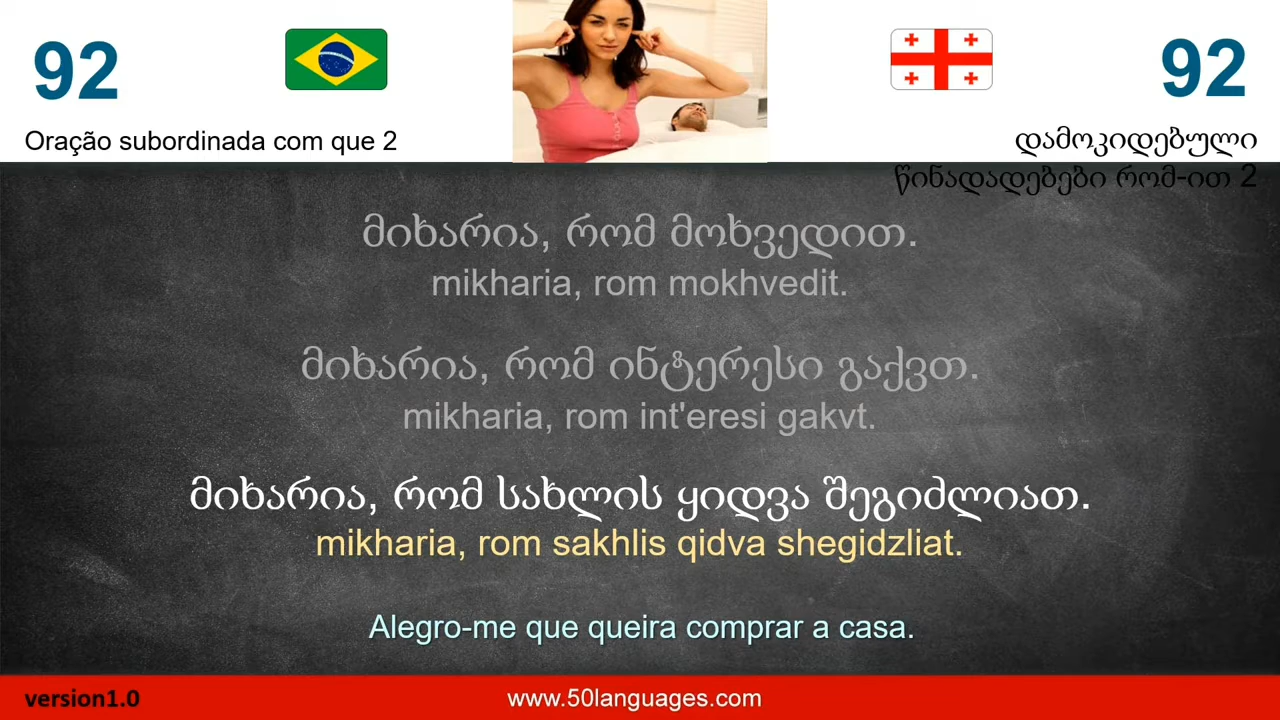 92
92
Oração subordinada com que 2
დამოკიდებული
წინადადებები რომ-ით 2
მიხარია, რომ მოხვედით.
mikharia, rom mokhvedit.
მიხარია, რომ ინტერესი გაქვთ.
mikharia, rom int'eresi gakvt.
მიხარია, რომ სახლის ყიდვა შეგიძლიათ.
mikharia, rom sakhlis qidva shegidzliat.
Alegro-me que queira comprar a casa.
version1.0
www.50languages.com